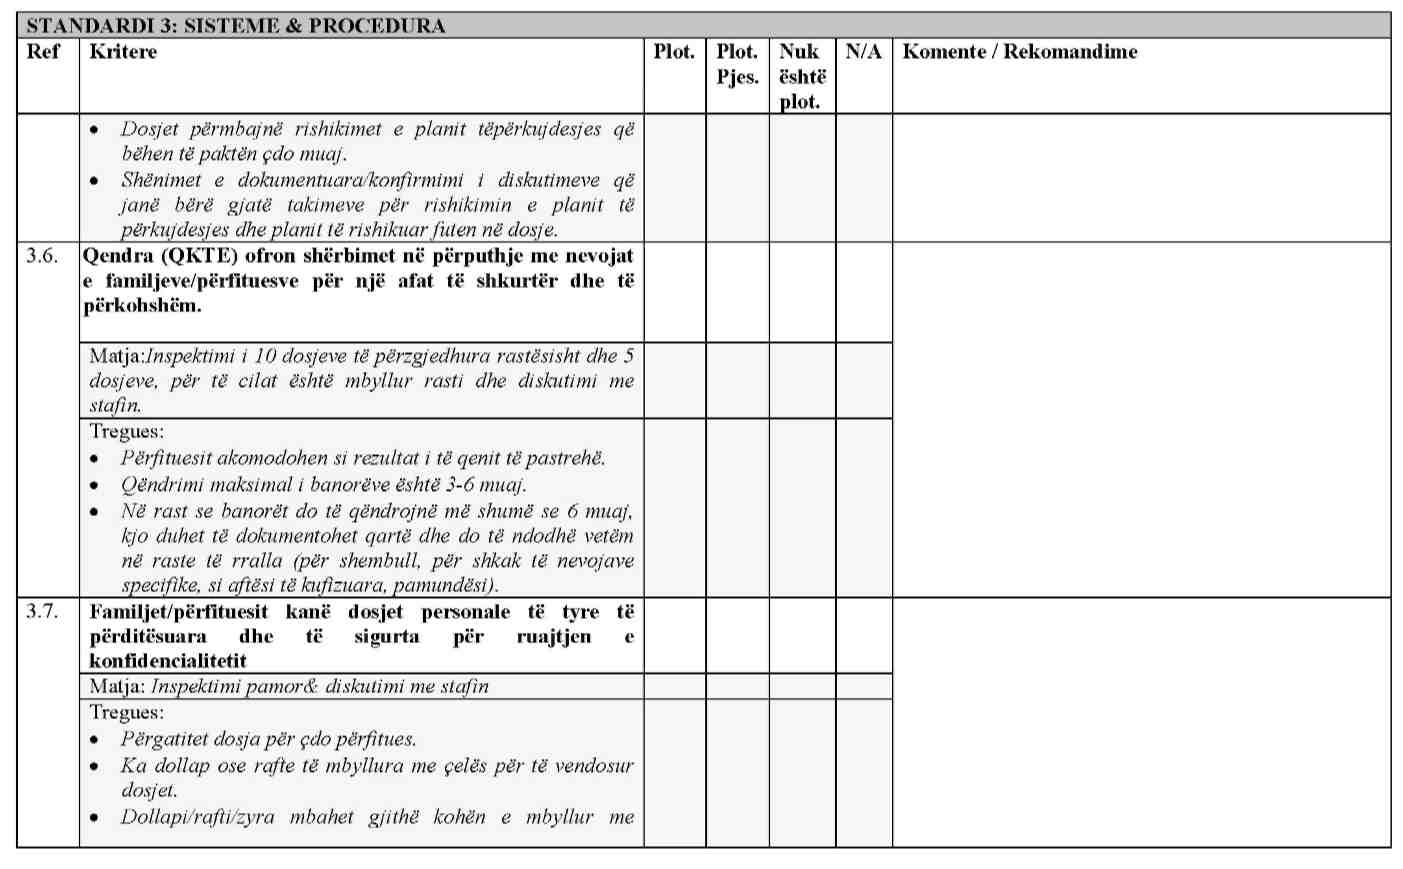 STANDARDI 3: SISTEME & PROCEDURA
Ref Kritere Plot. Plot. Pjes. Nuk është plot. N/A Komente / Rekomandime
• Dosjet përmbajnë rishikimet e planit tëpërkujdesjes që
bëhen të paktën çdo muaj.
• Shënimet e dokumentuara/konfirmimi i diskutimeve që
janë bërë gjatë takimeve për rishikimin e planit të
përkujdesjes dhe planit të rishikuar futen në dosje.
3.6. Qendra (QKTE) ofron shërbimet në përputhje me nevojat
e familjeve/përfituesve për një afat të shkurtër dhe të
përkohshëm.
Matja:Inspektimi i 10 dosjeve të përzgjedhura rastësisht dhe 5
dosjeve, për të cilat është mbyllur rasti dhe diskutimi me
stafin.
Tregues:
• Përfituesit akomodohen si rezultat i të qenit të pastrehë.
• Qëndrimi maksimal i banorëve është 3-6 muaj.
• Në rast se banorët do të qëndrojnë më shumë se 6 muaj,
kjo duhet të dokumentohet qartë dhe do të ndodhë vetëm
në raste të rralla (për shembull, për shkak të nevojave
specifike, si aftësi të kufizuara, pamundësi).
3.7. Familjet/përfituesit kanë dosjet personale të tyre të
përditësuara dhe të sigurta për ruajtjen e
konfidencialitetit
Matja: Inspektimi pamor& diskutimi me stafin
Tregues:
• Përgatitet dosja për çdo përfitues.
• Ka dollap ose rafte të mbyllura me çelës për të vendosur
dosjet.
• Dollapi/rafti/zyra mbahet gjithë kohën e mbyllur me